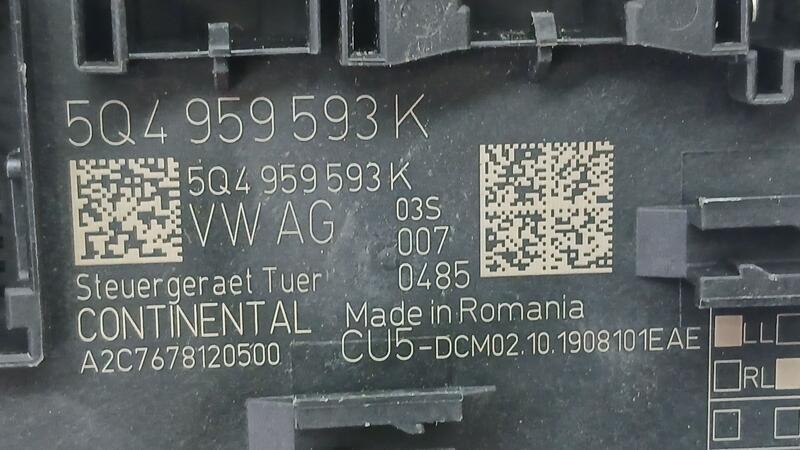 5Q4 959 593 K
5Q4 959 593 K
VW AG
03S
007
0485
Steuergeraet Tuer
CONTINENTAL
Made in Romania
A2C7678120500
CU5-DCM02.10.1908101EAE
LL
RL